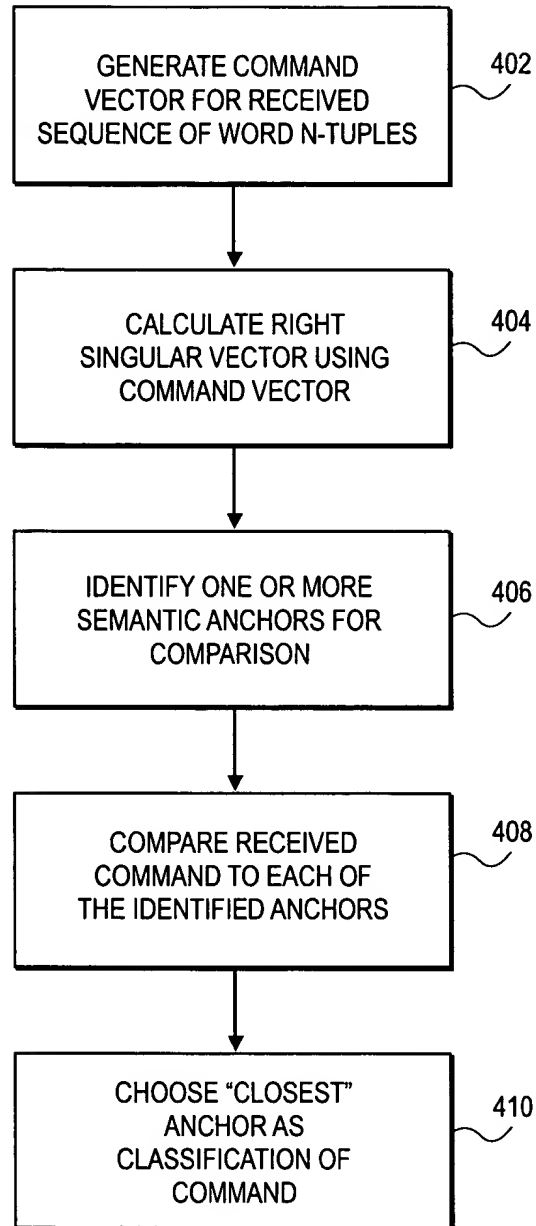 GENERATE COMMAND
VECTOR FOR RECEIVED
SEQUENCE OF WORD N-TUPLES
402
CALCULATE RIGHT
SINGULAR VECTOR USING
COMMAND VECTOR
404
IDENTIFY ONE OR MORE
SEMANTIC ANCHORS FOR
COMPARISON
406
COMPARE RECEIVED
COMMAND TO EACH OF
THE IDENTIFIED ANCHORS
408
CHOOSE “CLOSEST”
ANCHOR AS
CLASSIFICATION OF
COMMAND
410